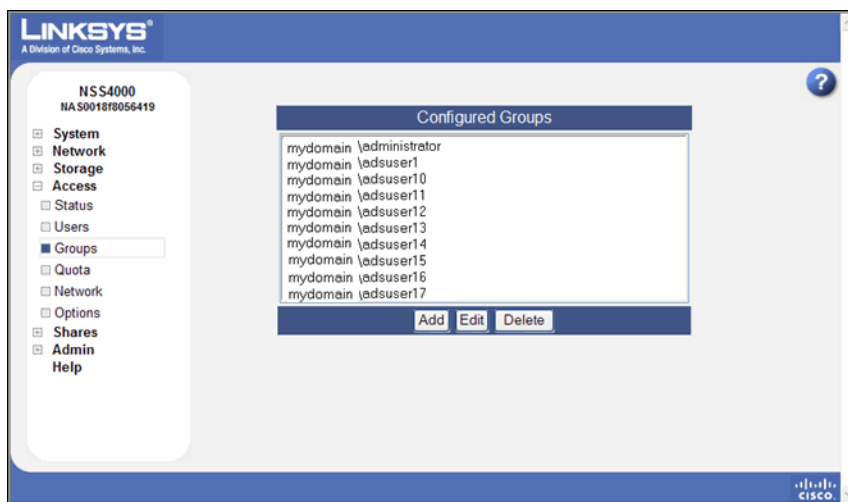 LINKSYS®
A Division of Cisco Systems, Inc.
NSS4000
NAS0018f8056419
System
Network
Storage
Access
Status
Users
Groups
Quota
Network
Options
Shares
Admin
Help
?
Configured Groups
mydomain \administrator
mydomain \adsuser1
mydomain \adsuser10
mydomain \adsuser11
mydomain \adsuser12
mydomain \adsuser13
mydomain \adsuser14
mydomain \adsuser15
mydomain \adsuser16
mydomain \adsuser17
Add Edit Delete
CISCO.